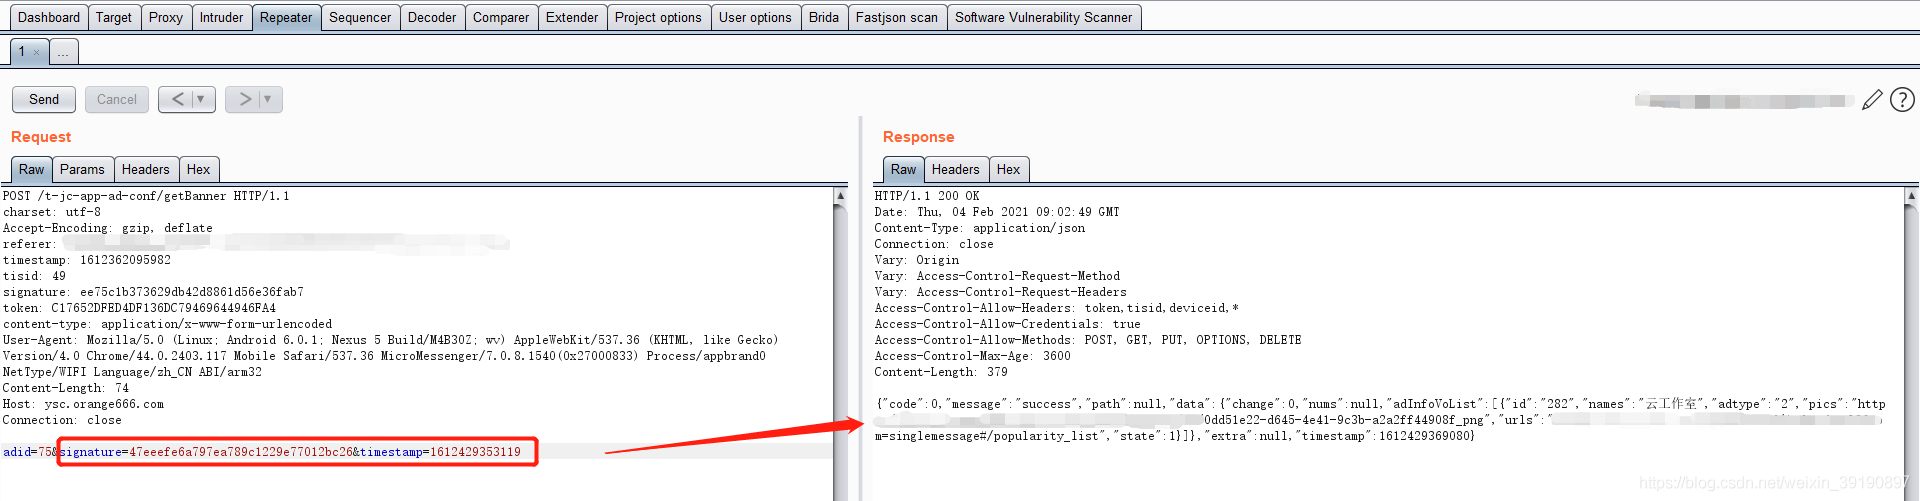 Dashboard Target Proxy Intruder Repeater Sequencer Decoder Comparer Extender Project options User options Brida Fastjson scan Software Vulnerability Scanner
1 × ...
Send Cancel < ▼ > ▼ ?
Request
Raw Params Headers Hex
POST /t-jc-app-ad-conf/getBanner HTTP/1.1
charset: utf-8
Accept-Encoding: gzip, deflate
referer:
timestamp: 1612362095982
tisid: 49
signature: ee75c1b373629db42d8861d56e36fab7
token: C17652DFED4DF136DC79469644946FA4
content-type: application/x-www-form-urlencoded
User-Agent: Mozilla/5.0 (Linux; Android 6.0.1; Nexus 5 Build/M4B30Z; wv) AppleWebKit/537.36 (KHTML, like Gecko)
Version/4.0 Chrome/44.0.2403.117 Mobile Safari/537.36 MicroMessenger/7.0.8.1540(0x27000833) Process/appbrand0
NetType/WIFI Language/zh_CN ABI/arm32
Content-Length: 74
Host: ysc.orange666.com
Connection: close
adid=75&signature=47eeefe6a797ea789c1229e77012bc26&timestamp=1612429353119
Response
Raw Headers Hex
HTTP/1.1 200 OK
Date: Thu, 04 Feb 2021 09:02:49 GMT
Content-Type: application/json
Connection: close
Vary: Origin
Vary: Access-Control-Request-Method
Vary: Access-Control-Request-Headers
Access-Control-Allow-Headers: token,tisid,deviceid,*
Access-Control-Allow-Credentials: true
Access-Control-Allow-Methods: POST, GET, PUT, OPTIONS, DELETE
Access-Control-Max-Age: 3600
Content-Length: 379
{"code":0,"message":"success","path":null,"data":{"change":0,"nums":null,"adInfoVoList":[{"id":"282","names":"云工作室","adtype":"2","pics":"http
0dd51e22-d645-4e41-9c3b-a2a2ff44908f_png","urls":"
m=singlemessage#/popularity_list","state":1}]},"extra":null,"timestamp":1612429369080}
https://blog.csdn.net/weixin_39190897